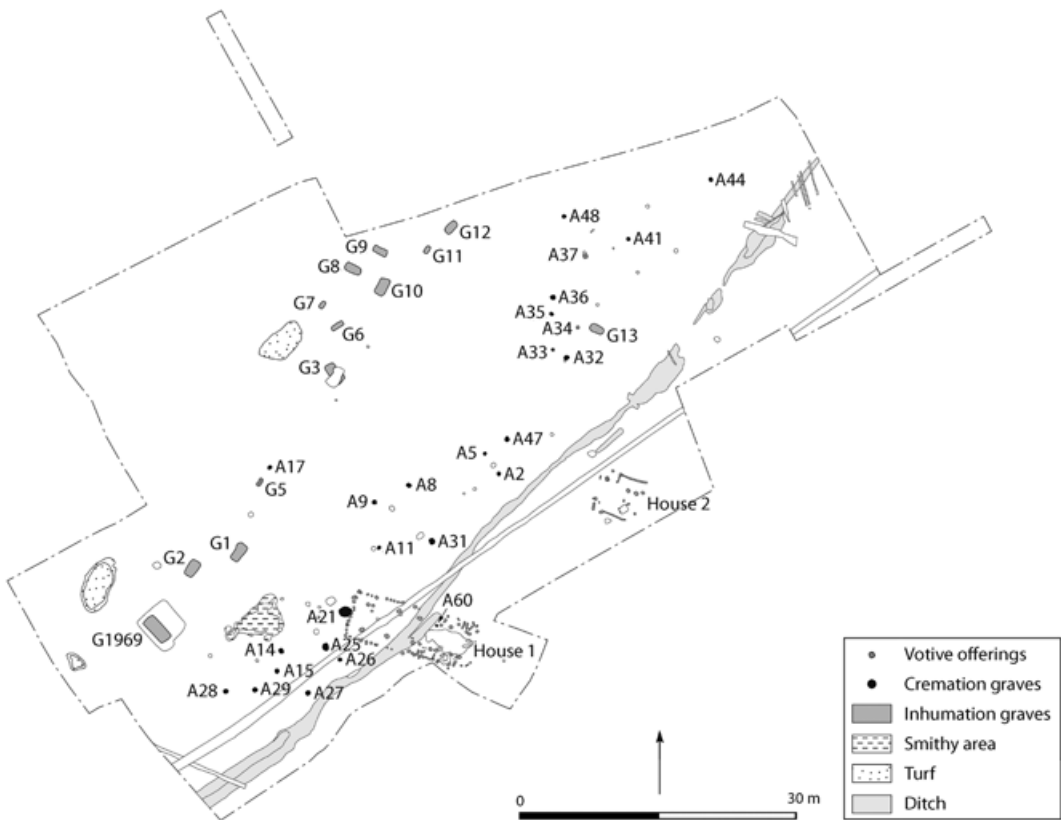 A44
A48
A41
G12
G9
G11
A37
G8
G10
A36
G7
A35
G6
A34
G13
A33
A32
G3
A47
A5
A17
A2
G5
A8
A9
House 2
A31
G1
A11
G2
A60
A21
G1969
A25
House 1
A14
A26
A15
A28
A29
A27
Votive offerings
Cremation graves
Inhumation graves
Smithy area
Turf
Ditch
0
30 m